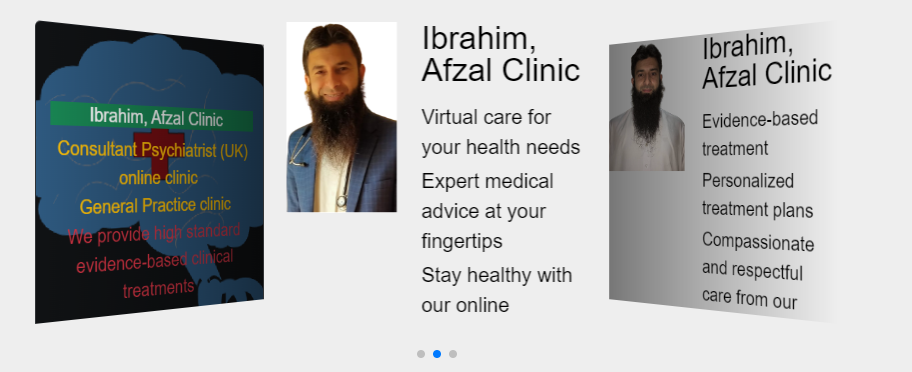 Ibrahim, Afzal Clinic
Consultant Psychiatrist (UK)
online clinic
General Practice clinic
We provide high standard
evidence-based clinical
treatments
Ibrahim,
Afzal Clinic
Virtual care for
your health needs
Expert medical
advice at your
fingertips
Stay healthy with
our online
Ibrahim,
Afzal Clinic
Evidence-based
treatment
Personalized
treatment plans
Compassionate
and respectful
care from our